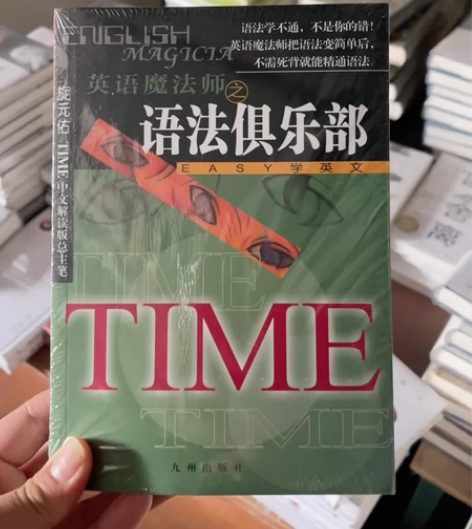 ENGLISH
MAGICIA
语法学不通，不是你的错！
英语魔法师把语法变简单后，
不需死背就能精通语法
英语魔法师之
语法俱乐部
EASY学英文
旋元佑 TIME中文解读版总主笔
TIME
TIME
TIME
九州出版社